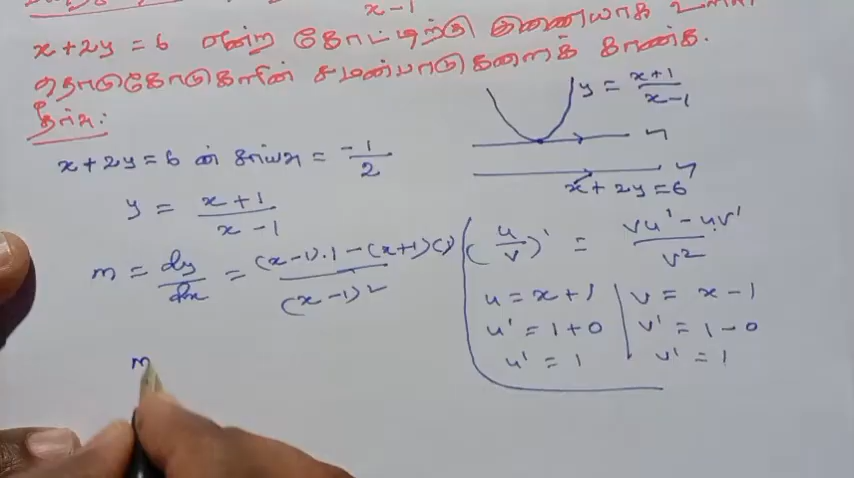 x-1
x+2y = 6 என்ற கோட்டிற்கு இணையாக உள்ள
தொடுகோடுகளின் சமன்பாடுகளைக் காண்க.
தீர்வு:
x+2y=6 ன் சாய்வு = -1/2
y = x+1/x-1
m = dy/dx = (x-1).1-(x+1)(1)/(x-1)2
m
y = x+1/x-1
x+2y=6
(u/v)' = vu'-uv'/v2
u = x+1 | v = x-1
u' = 1+0 | v' = 1-0
u' = 1 | v' = 1